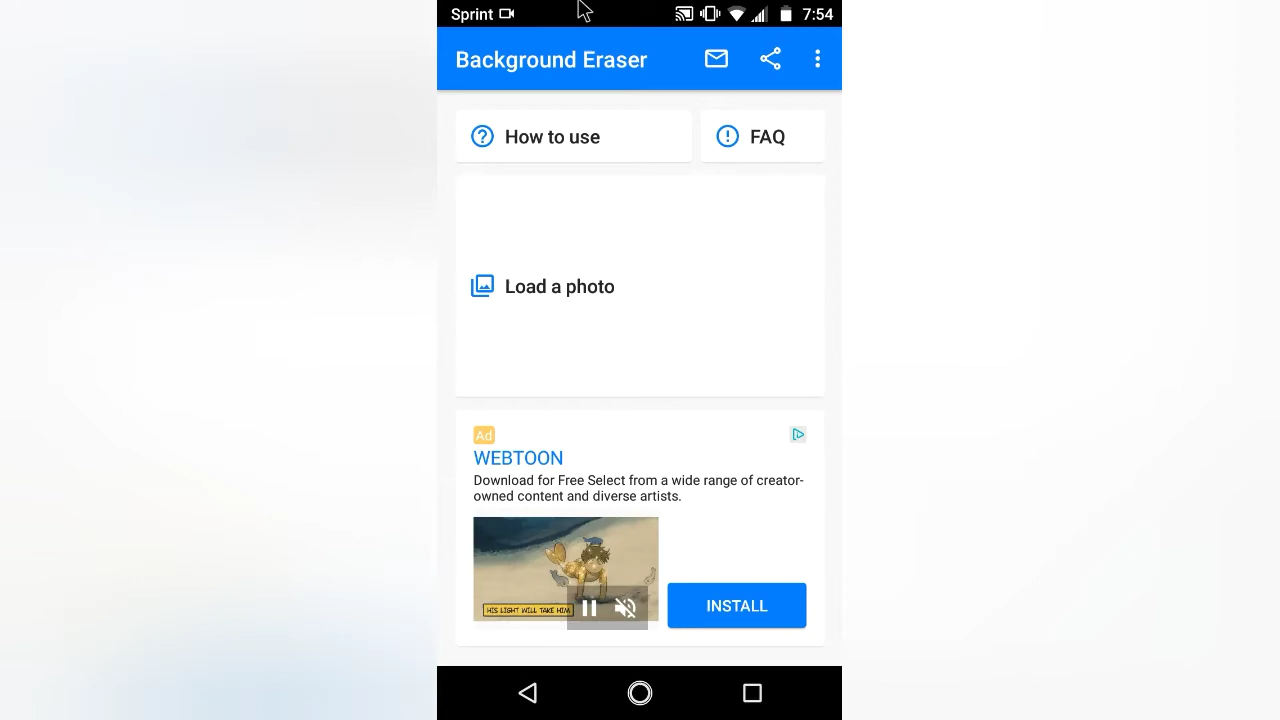 Sprint 7:54
Background Eraser
How to use
FAQ
Load a photo
Ad
WEBTOON
Download for Free Select from a wide range of creator-
owned content and diverse artists.
HIS LIGHT WILL TAKE HIM
INSTALL